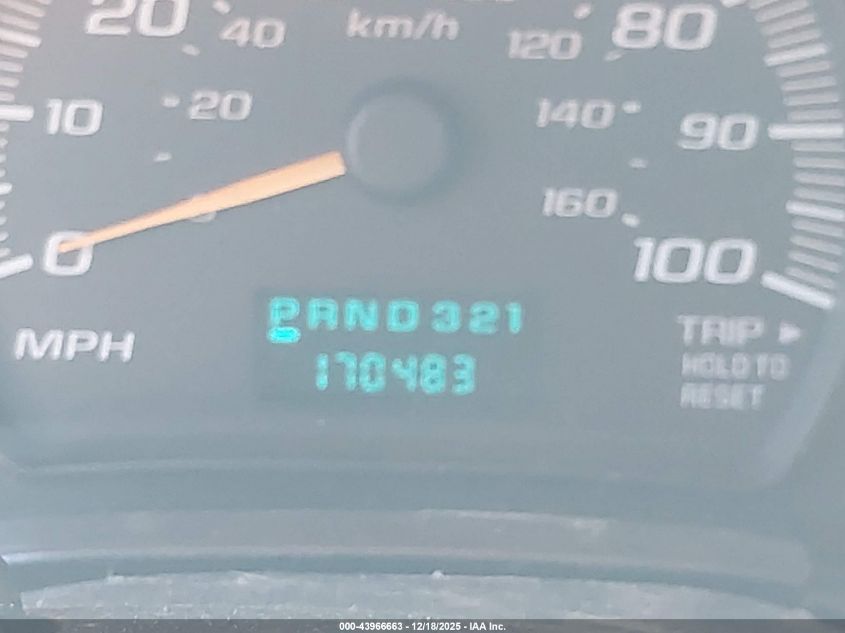 20 40 km/h 120 80
10 20 140 90
0 160 100
MPH PRND321 TRIP ▶
170483 HOLD TO
RESET
000-43966663 - 12/18/2025 - IAA Inc.